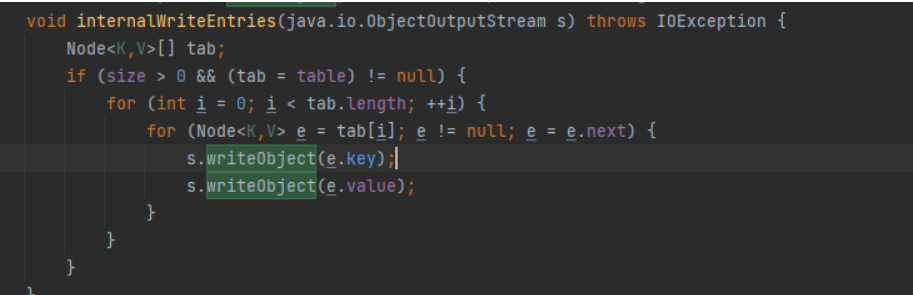 void internalWriteEntries(java.io.ObjectOutputStream s) throws IOException {
    Node<K,V>[] tab;
    if (size > 0 && (tab = table) != null) {
        for (int i = 0; i < tab.length; ++i) {
            for (Node<K,V> e = tab[i]; e != null; e = e.next) {
                s.writeObject(e.key);
                s.writeObject(e.value);
            }
        }
    }
}